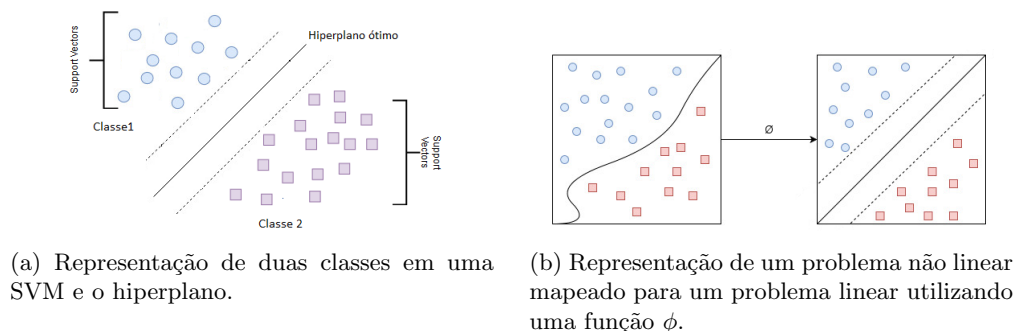 Support Vectors
Hiperplano ótimo
Classe1
Support
Vectors
Classe 2
ø
(a) Representação de duas classes em uma
SVM e o hiperplano.
(b) Representação de um problema não linear
mapeado para um problema linear utilizando
uma função ϕ.